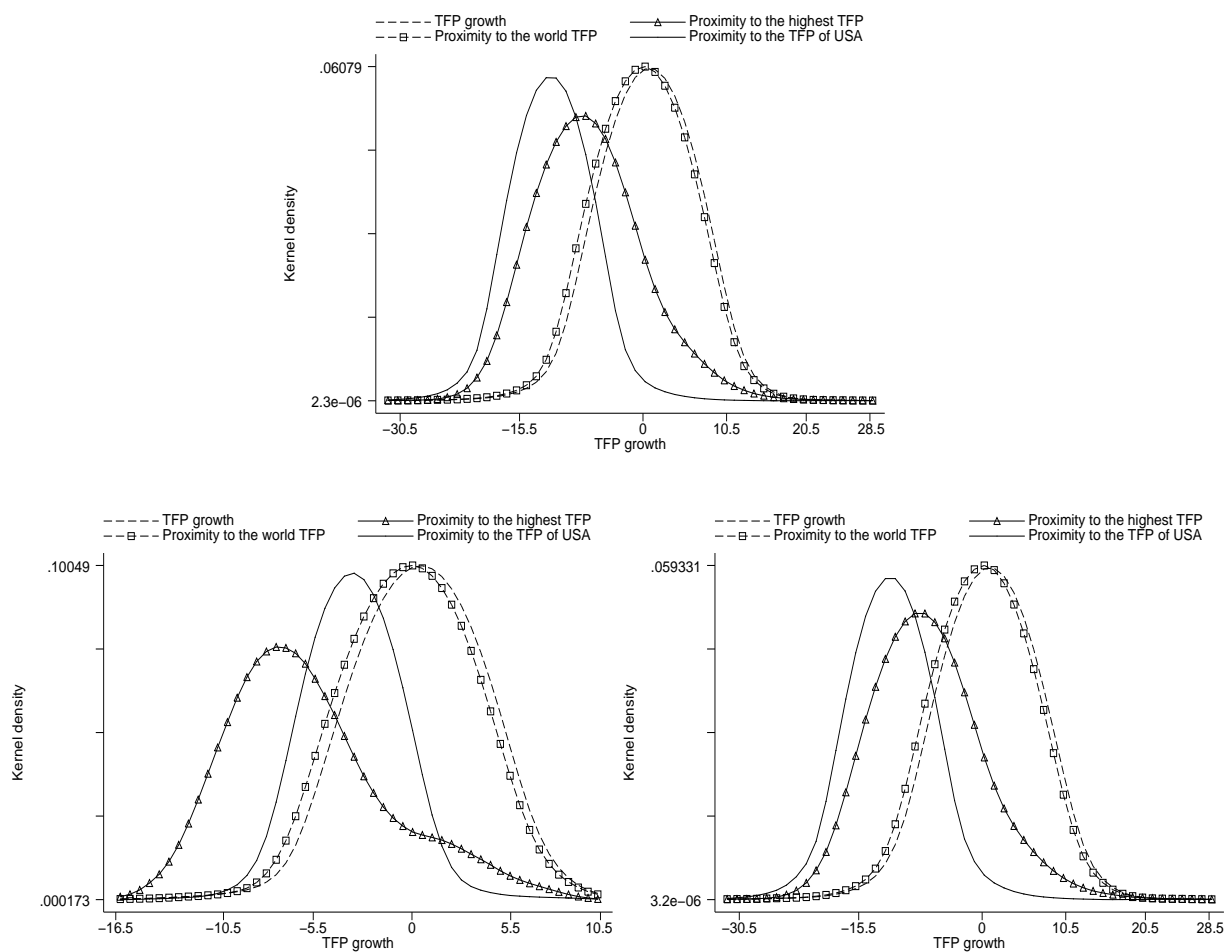 TFP growth Proximity to the highest TFP
Proximity to the world TFP Proximity to the TFP of USA
.06079
Kernel density
2.3e−06
−30.5 −15.5 0 10.5 20.5 28.5
TFP growth
TFP growth Proximity to the highest TFP
Proximity to the world TFP Proximity to the TFP of USA
.10049
Kernel density
.000173
−16.5 −10.5 −5.5 0 5.5 10.5
TFP growth
TFP growth Proximity to the highest TFP
Proximity to the world TFP Proximity to the TFP of USA
.059331
Kernel density
3.2e−06
−30.5 −15.5 0 10.5 20.5 28.5
TFP growth